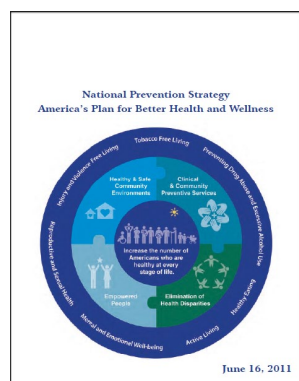 National Prevention Strategy
America's Plan for Better Health and Wellness
Tobacco Free Living
Preventing Drug Abuse and Excessive Alcohol Use
Healthy Eating
Active Living
Mental and Emotional Well-being
Reproductive and Sexual Health
Injury and Violence Free Living
Healthy & Safe
Community
Environments
Clinical
& Community
Preventive Services
Increase the number of
Americans who are
healthy at every
stage of life.
Empowered
People
Elimination of
Health Disparities
June 16, 2011